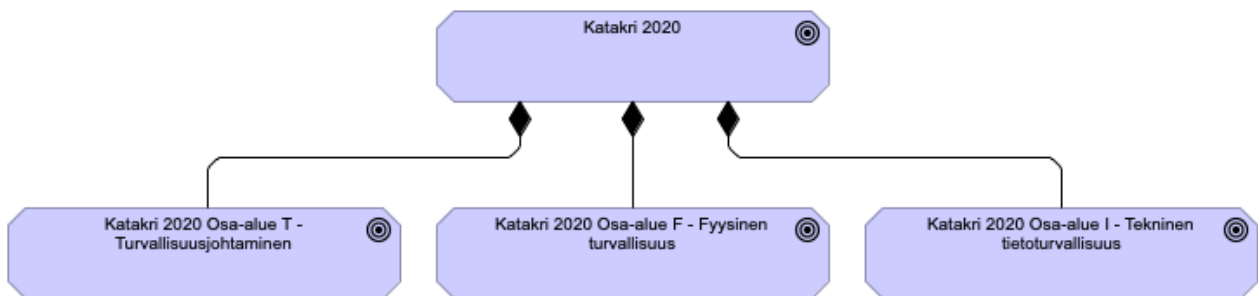 Katakri 2020
Katakri 2020 Osa-alue T -
Turvallisuusjohtaminen
Katakri 2020 Osa-alue F - Fyysinen
turvallisuus
Katakri 2020 Osa-alue I - Tekninen
tietoturvallisuus